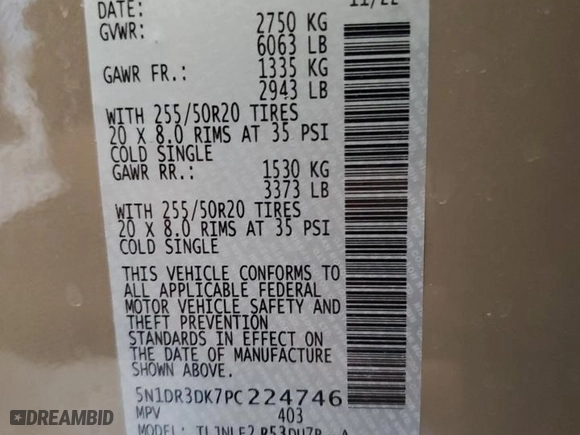 DATE: 11/22
GVWR: 2750 KG
6063 LB
GAWR FR.: 1335 KG
2943 LB
WITH 255/50R20 TIRES
20 X 8.0 RIMS AT 35 PSI
COLD SINGLE
GAWR RR.: 1530 KG
3373 LB
WITH 255/50R20 TIRES
20 X 8.0 RIMS AT 35 PSI
COLD SINGLE
THIS VEHICLE CONFORMS TO
ALL APPLICABLE FEDERAL
MOTOR VEHICLE SAFETY AND
THEFT PREVENTION
STANDARDS IN EFFECT ON
THE DATE OF MANUFACTURE
SHOWN ABOVE.
5N1DR3DK7PC224746
MPV 403
MODEL:
DREAMBID